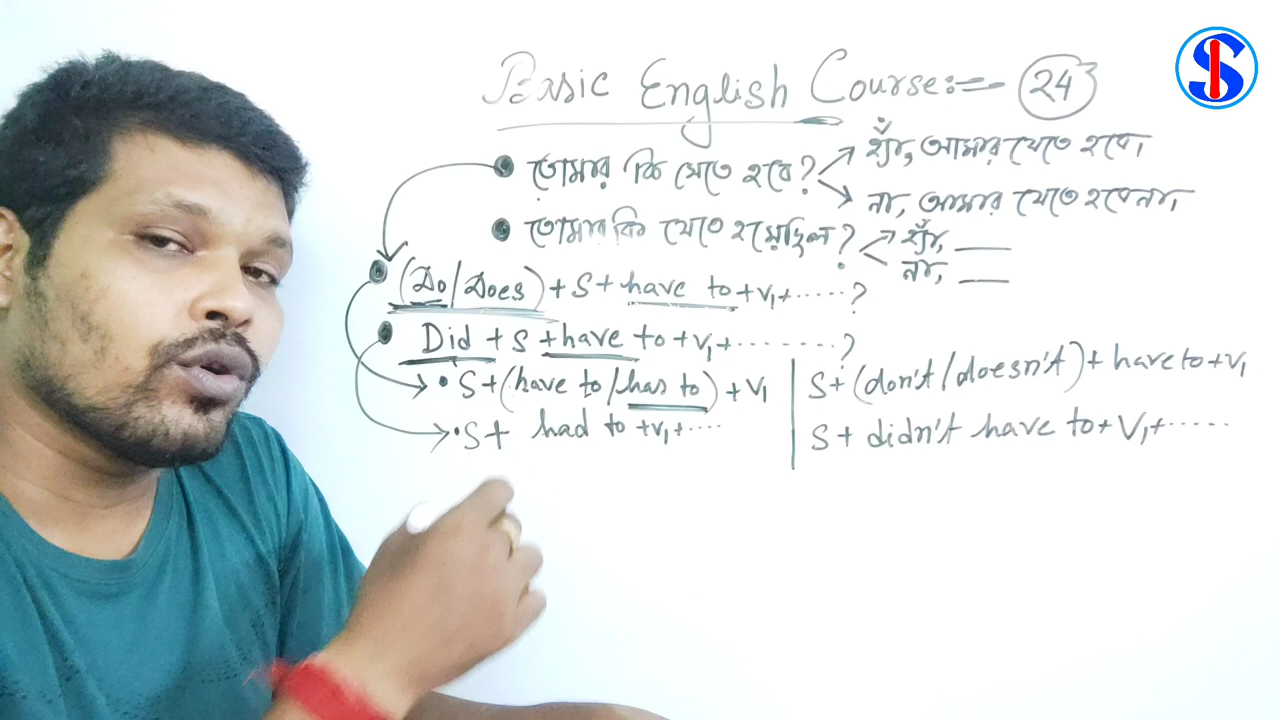 Basic English Course:- 24
তোমার কি যেতে হবে? হ্যাঁ, আমার যেতে হবে।
না, আমার যেতে হবেনা,
তোমার কি যেতে হয়েছিল? হ্যাঁ, ___
না, ___
(Do/Does) + S + have to + V1 + ..... ?
Did + S + have to + V1 + ........ ?
• S + (have to/has to) + V1 | S + (don't/doesn't) + have to + V1
• S + had to + V1 + .... | S + didn't have to + V1 + ......